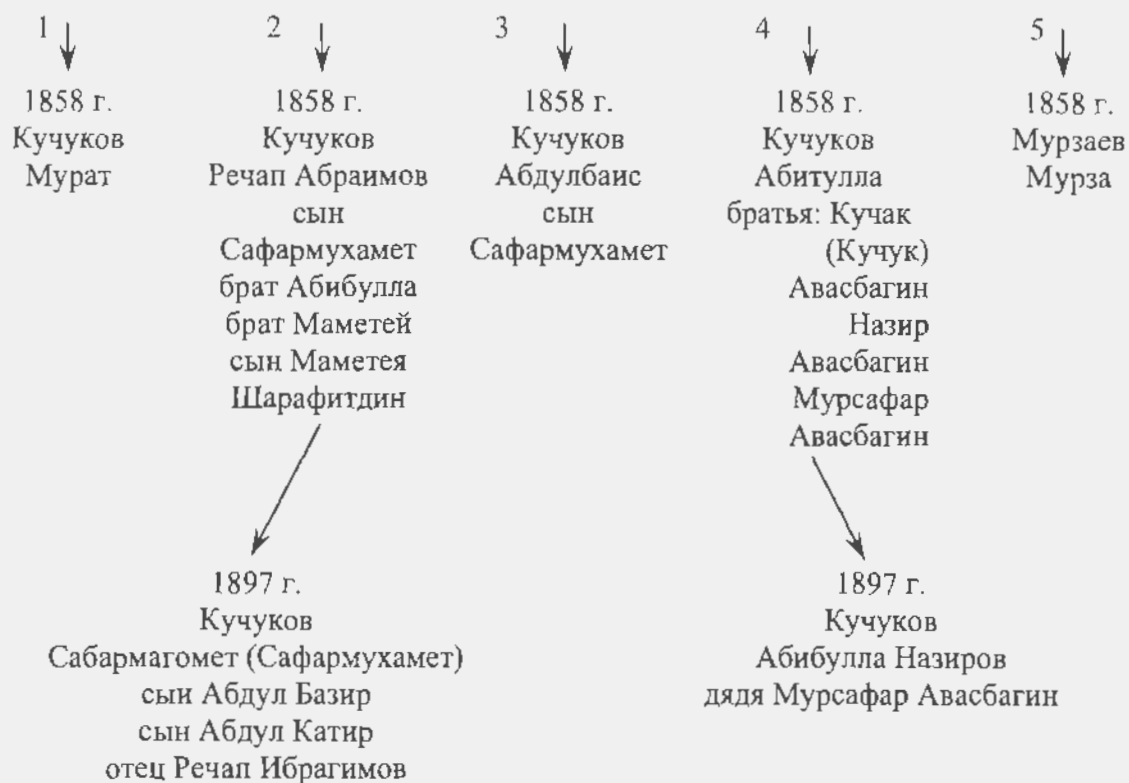 1
1858 г.
Кучуков
Мурат
2
1858 г.
Кучуков
Речап Абраимов
сын
Сафармухамет
брат Абибулла
брат Маметей
сын Маметея
Шарафитдин
3
1858 г.
Кучуков
Абдулбаис
сын
Сафармухамет
4
1858 г.
Кучуков
Абитулла
братья: Кучак
(Кучук)
Авасбагин
Назир
Авасбагин
Мурсафар
Авасбагин
5
1858 г.
Мурзаев
Мурза
1897 г.
Кучуков
Сабармагомет (Сафармухамет)
сын Абдул Базир
сын Абдул Катир
отец Речап Ибрагимов
1897 г.
Кучуков
Абибулла Назиров
дядя Мурсафар Авасбагин